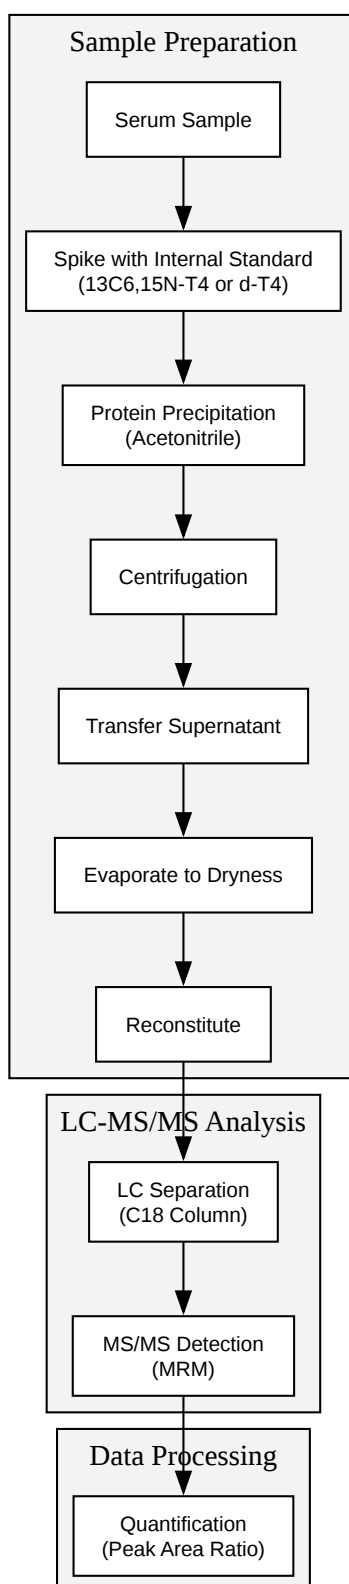 Sample Preparation
Serum Sample
Spike with Internal Standard
(13C6,15N-T4 or d-T4)
Protein Precipitation
(Acetonitrile)
Centrifugation
Transfer Supernatant
Evaporate to Dryness
Reconstitute
LC-MS/MS Analysis
LC Separation
(C18 Column)
MS/MS Detection
(MRM)
Data Processing
Quantification
(Peak Area Ratio)